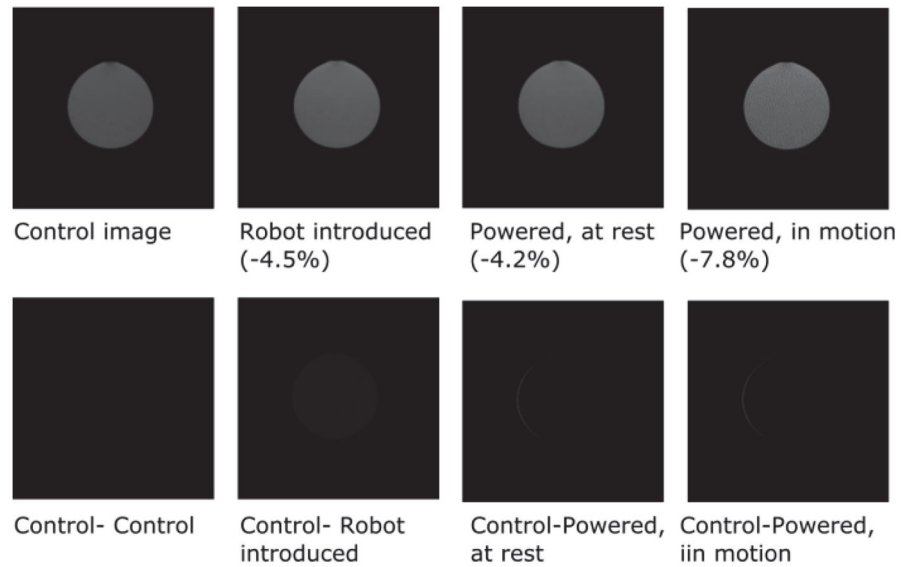 Control image
Robot introduced
(-4.5%)
Powered, at rest
(-4.2%)
Powered, in motion
(-7.8%)
Control- Control
Control- Robot
introduced
Control-Powered,
at rest
Control-Powered,
iin motion